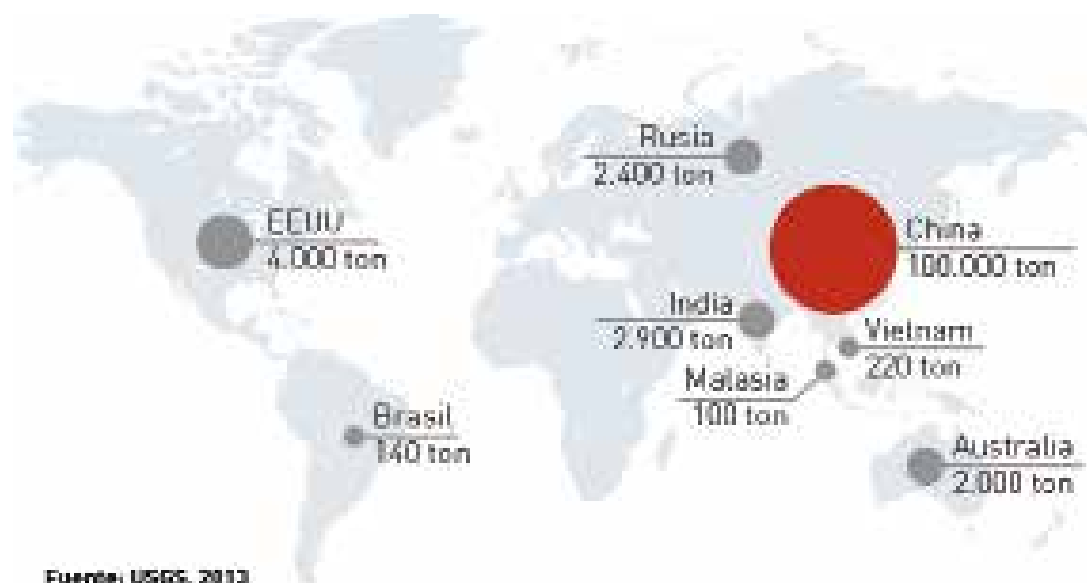 Rusia
2.400 ton
EEUU
4.000 ton
China
100.000 ton
India
2.900 ton
Vietnam
220 ton
Malasia
100 ton
Brasil
140 ton
Australia
2.000 ton
Fuente: USGS, 2013